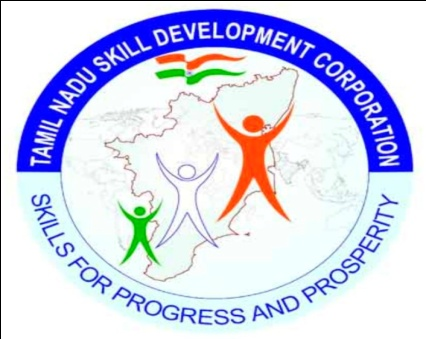 TAMIL NADU SKILL DEVELOPMENT CORPORATION
SKILLS FOR PROGRESS AND PROSPERITY